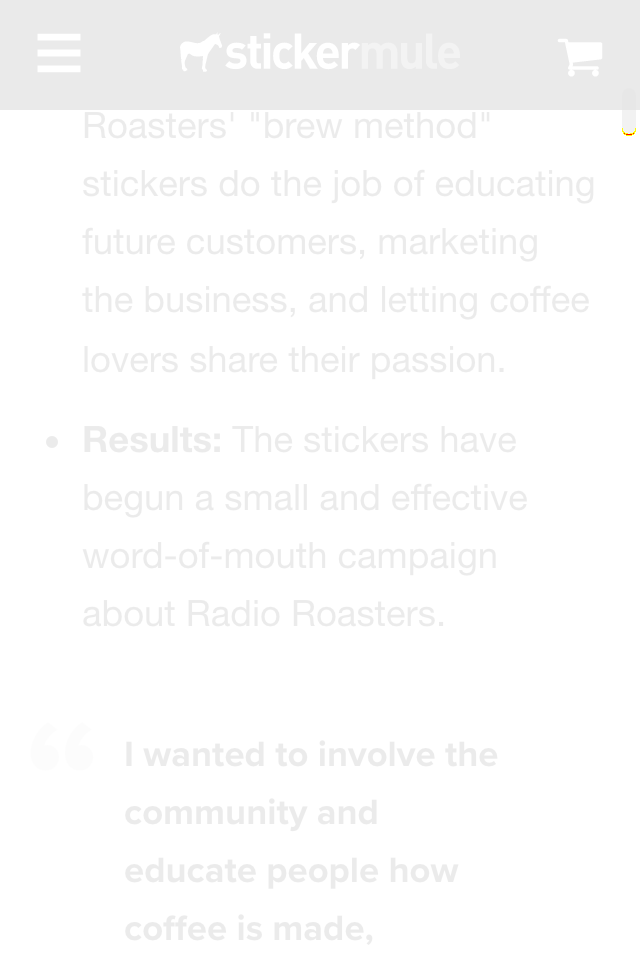 stickermule
Roasters' "brew method"
stickers do the job of educating
future customers, marketing
the business, and letting coffee
lovers share their passion.
• Results: The stickers have
begun a small and effective
word-of-mouth campaign
about Radio Roasters.
“ I wanted to involve the
community and
educate people how
coffee is made,